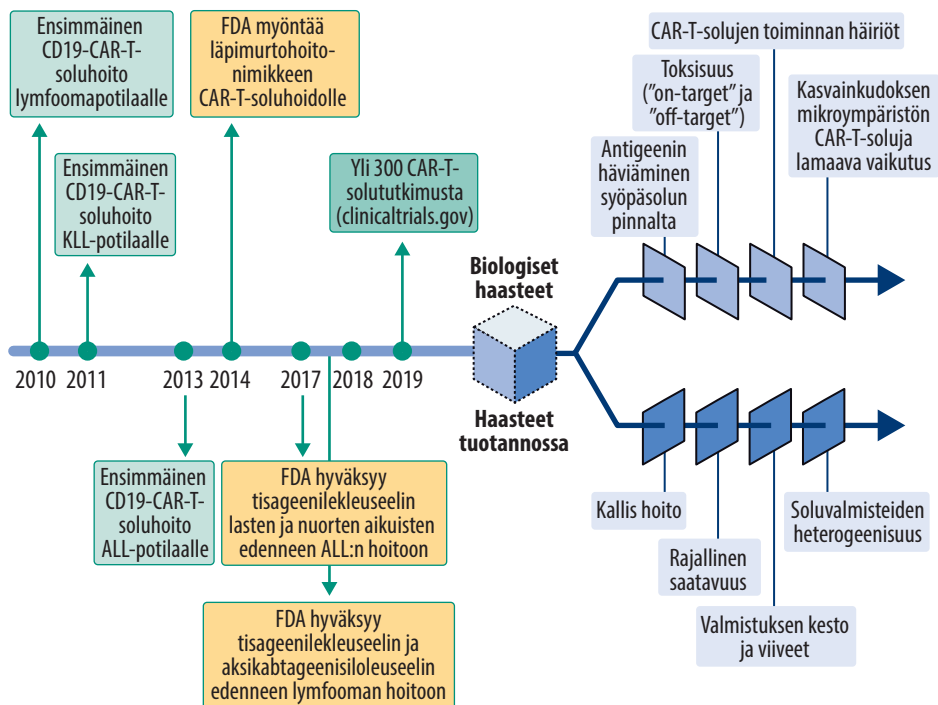 Ensimmäinen
CD19-CAR-T-
soluhoito
lymfoomapotilaalle
FDA myöntää
läpimurtohoito-
nimikkeen
CAR-T-soluhoidolle
Ensimmäinen
CD19-CAR-T-
soluhoito
KLL-potilaalle
Yli 300 CAR-T-
solututkimusta
(clinicaltrials.gov)
2010
2011
2013
2014
2017
2018
2019
Ensimmäinen
CD19-CAR-T-
soluhoito
ALL-potilaalle
FDA hyväksyy
tisageenilekleuseelin
lasten ja nuorten aikuisten
edenneen ALL:n hoitoon
FDA hyväksyy
tisageenilekleuseelin ja
aksikabtageenisiloleuseelin
edenneen lymfooman hoitoon
Biologiset
haasteet
Haasteet
tuotannossa
CAR-T-solujen toiminnan häiriöt
Toksisuus
("on-target" ja
"off-target")
Kasvainkudoksen
mikroympäristön
CAR-T-soluja
lamaava vaikutus
Antigeenin
häviäminen
syöpäsolun
pinnalta
Kallis hoito
Rajallinen
saatavuus
Valmistuksen kesto
ja viiveet
Soluvalmisteiden
heterogeenisuus